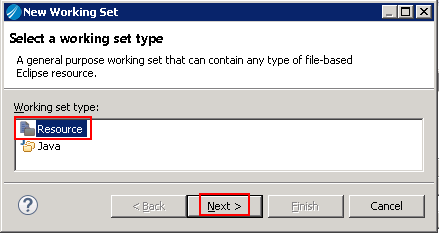 New Working Set
Select a working set type
A general purpose working set that can contain any type of file-based
Eclipse resource.
Working set type:
Resource
Java
? < Back Next > Finish Cancel